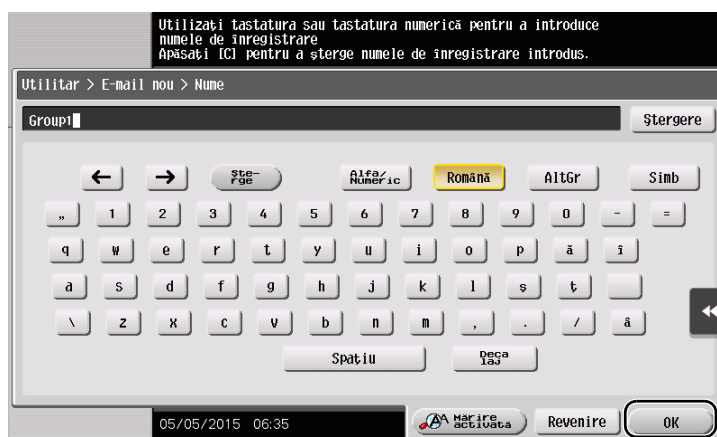 Utilizați tastatura sau tastatura numerică pentru a introduce
numele de înregistrare
Apăsați [C] pentru a șterge numele de înregistrare introdus.
Utilitar > E-mail nou > Nume
Group1
Ștergere
← → Şte-rge Alfa/Numeric Română AltGr Simb
„ 1 2 3 4 5 6 7 8 9 0 - =
q w e r t y u i o p ă î
a s d f g h j k l ș ț
\ z x c v b n m , . / â
Spațiu Decalaj
05/05/2015 06:35 Mărire activată Revenire OK